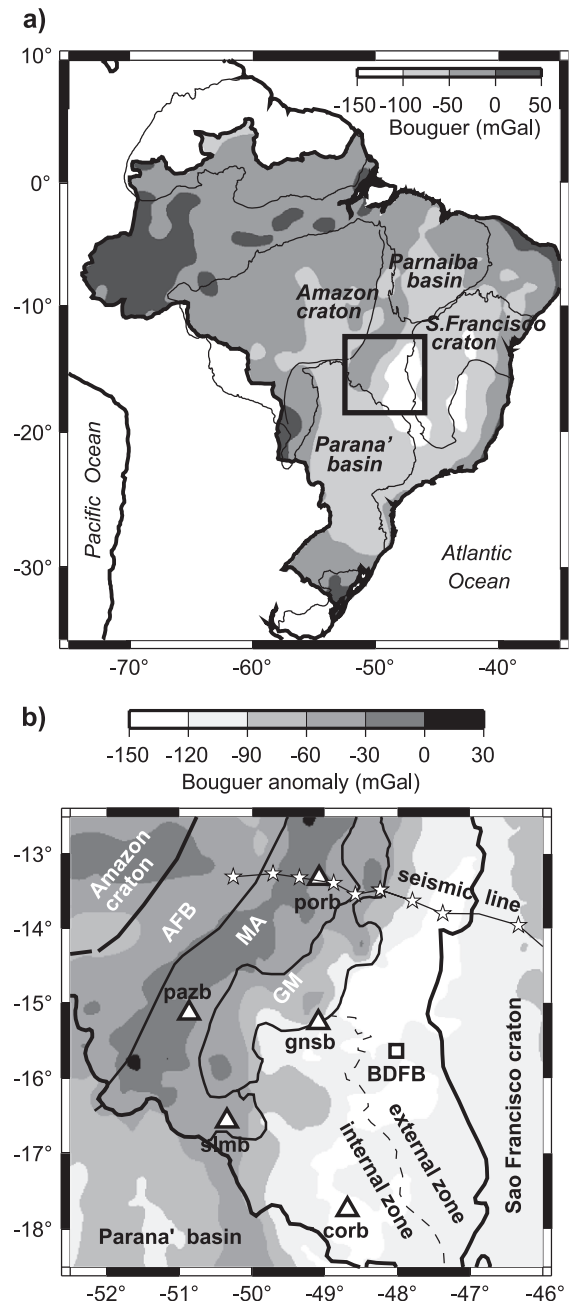 a)
10°
0°
-10°
-20°
-30°
-150 -100 -50 0 50
Bouguer (mGal)
Parnaiba
basin
Amazon
craton
S.Francisco
craton
Parana'
basin
Pacific Ocean
Atlantic
Ocean
-70° -60° -50° -40°
b)
-150 -120 -90 -60 -30 0 30
Bouguer anomaly (mGal)
-13°
-14°
-15°
-16°
-17°
-18°
Amazon
craton
AFB
MA
GM
porb
seismic line
pazb
gnsb
BDFB
slmb
corb
internal zone
external zone
Sao Francisco craton
Parana' basin
-52° -51° -50° -49° -48° -47° -46°